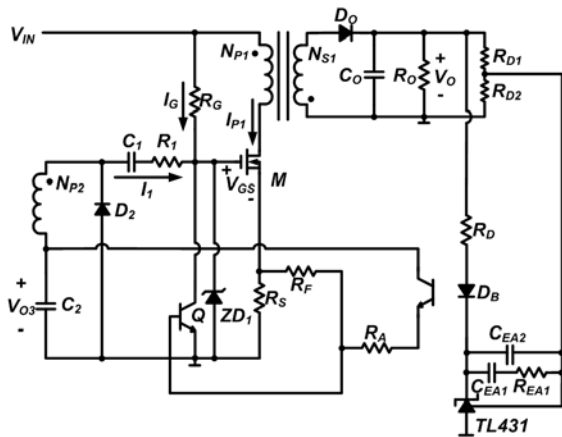 V_IN
N_P1
N_S1
D_O
I_G
R_G
C_O
R_O
+
V_O
-
R_D1
R_D2
I_P1
C_1
R_1
I_1
+
V_GS
-
M
N_P2
D_2
R_D
+
V_O3
-
C_2
Q
ZD_1
R_S
R_F
R_A
D_B
C_EA2
C_EA1
R_EA1
TL431